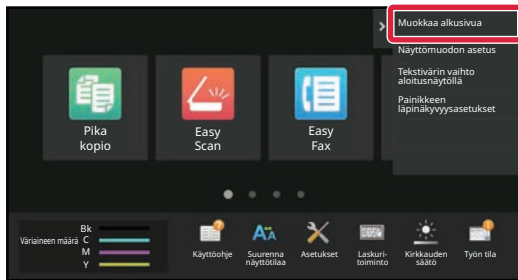 Muokkaa alkusivua
Näyttömuodon asetus
Tekstivärin vaihto
aloitusnäytöllä
Painikkeen
läpinäkyvyysasetukset
Pika
kopio
Easy
Scan
Easy
Fax
Väriaineen määrä
Bk
C
M
Y
Käyttöohje
Suurenna
näyttötilaa
Asetukset
Laskuri-
toiminto
Kirkkauden
säätö
Työn tila